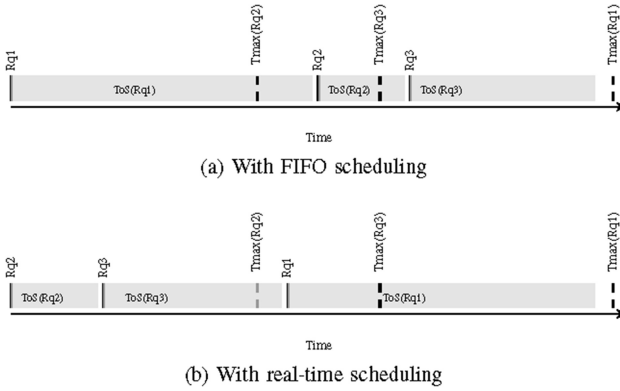 Rq1
Tmax(Rq2)
Rq2
Tmax(Rq3)
Rq3
Tmax(Rq1)
ToS(Rq1)
ToS(Rq2)
ToS(Rq3)
Time
(a) With FIFO scheduling
Rq2
Rq3
Tmax(Rq2)
Rq1
Tmax(Rq3)
Tmax(Rq1)
ToS(Rq2)
ToS(Rq3)
ToS(Rq1)
Time
(b) With real-time scheduling